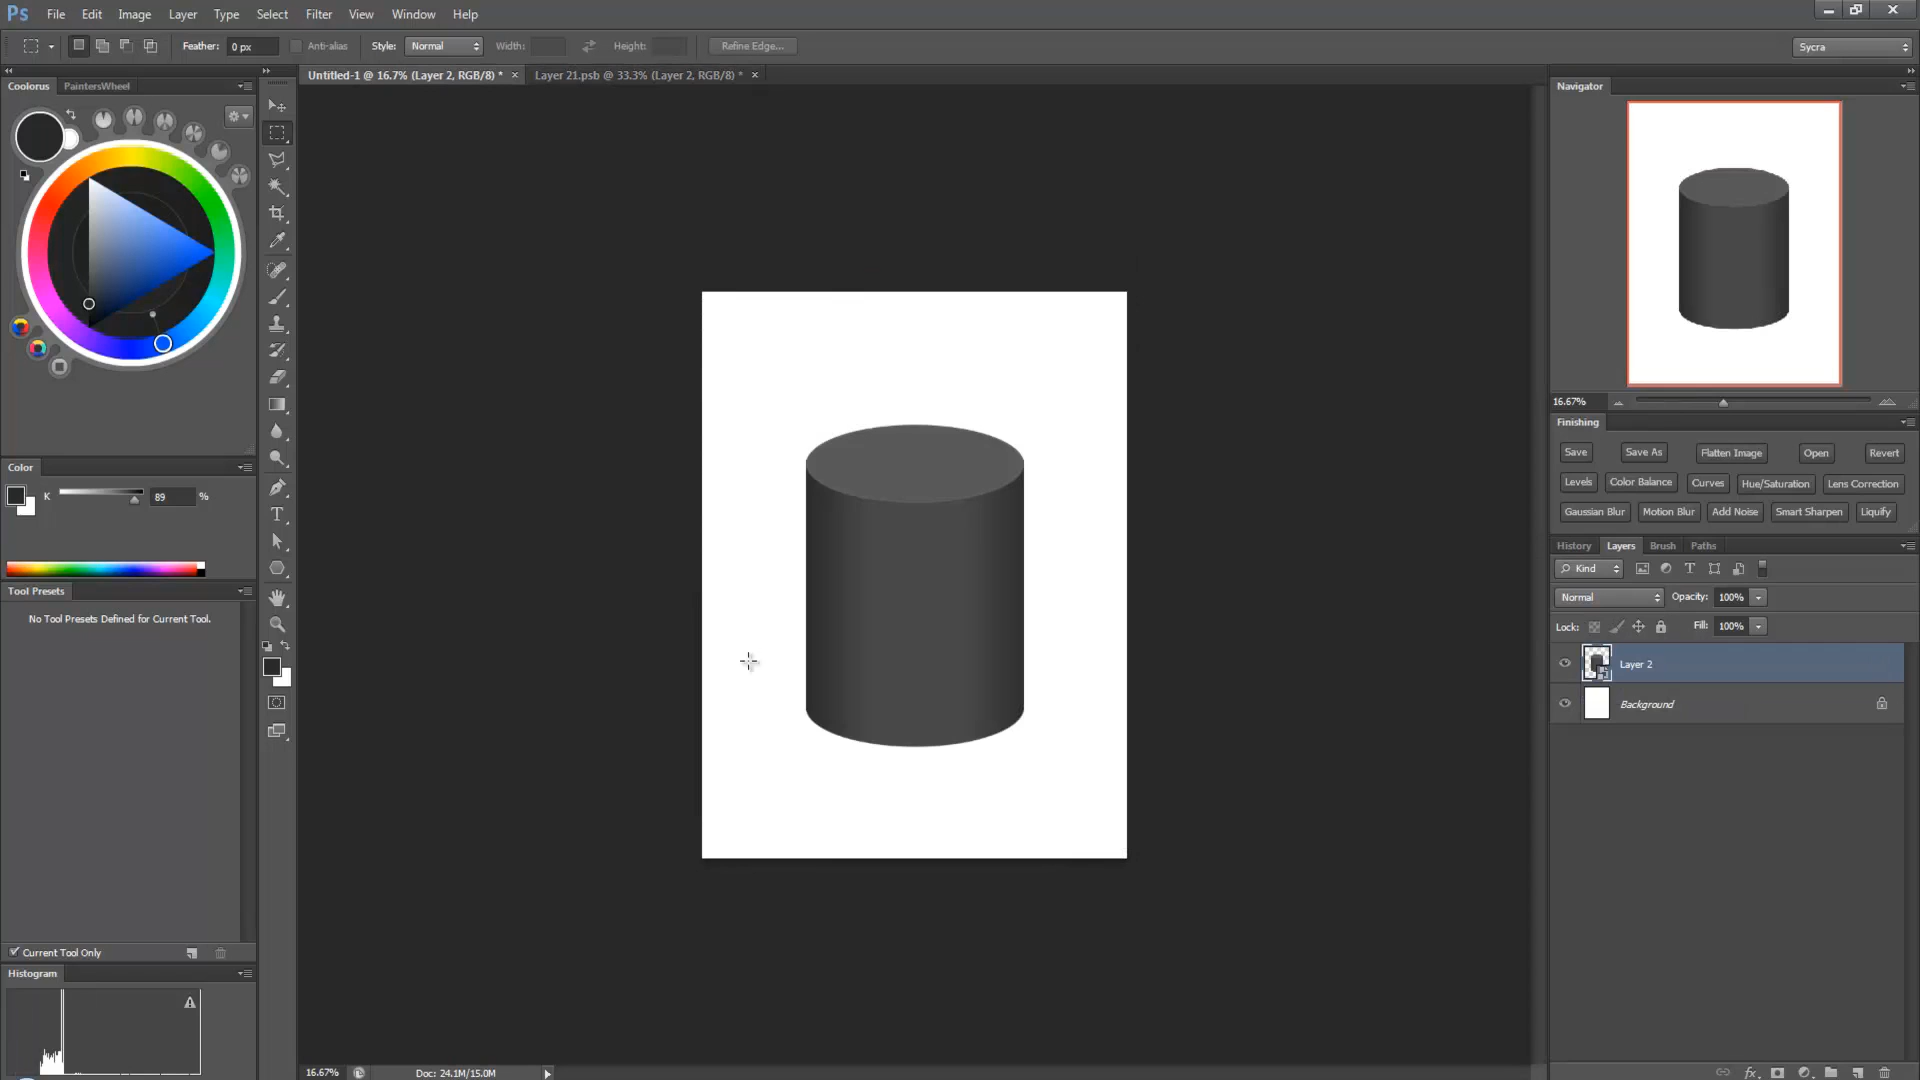 Ps File Edit Image Layer Type Select Filter View Window Help
Feather: 0 px Anti-alias Style: Normal Width: Height: Refine Edge... Sycra
Coolorus PaintersWheel
Untitled-1 @ 16.7% (Layer 2, RGB/8) * × Layer 21.psb @ 33.3% (Layer 2, RGB/8) * ×
Navigator
16.67%
Finishing
Save Save As Flatten Image Open Revert
Levels Color Balance Curves Hue/Saturation Lens Correction
Gaussian Blur Motion Blur Add Noise Smart Sharpen Liquify
Color
K 89 %
History Layers Brush Paths
Kind
Normal Opacity: 100%
Lock: Fill: 100%
Layer 2
Background
Tool Presets
No Tool Presets Defined for Current Tool.
Current Tool Only
Histogram
16.67% Doc: 24.1M/15.0M